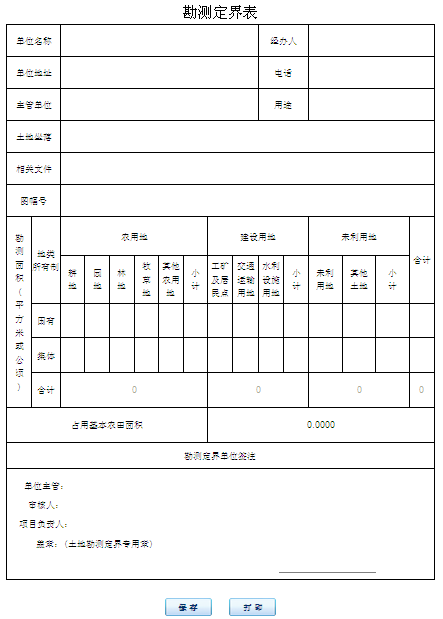 勘测定界表
单位名称 经办人
单位地址 电话
主管单位 用途
土地坐落
相关文件
图幅号
勘测面积(平方米或公顷) 地类所有制 农用地 建设用地 未利用地 合计
耕地 园地 林地 牧草地 其他农用地 小计 工矿及居民点 交通运输用地 水利设施用地 小计 未利用地 其他土地 小计
国有
集体
合计 0 0 0 0
占用基本农田面积 0.0000
勘测定界单位签注
单位主管:
审核人:
项目负责人:
盖章:(土地勘测定界专用章)
保存 打印